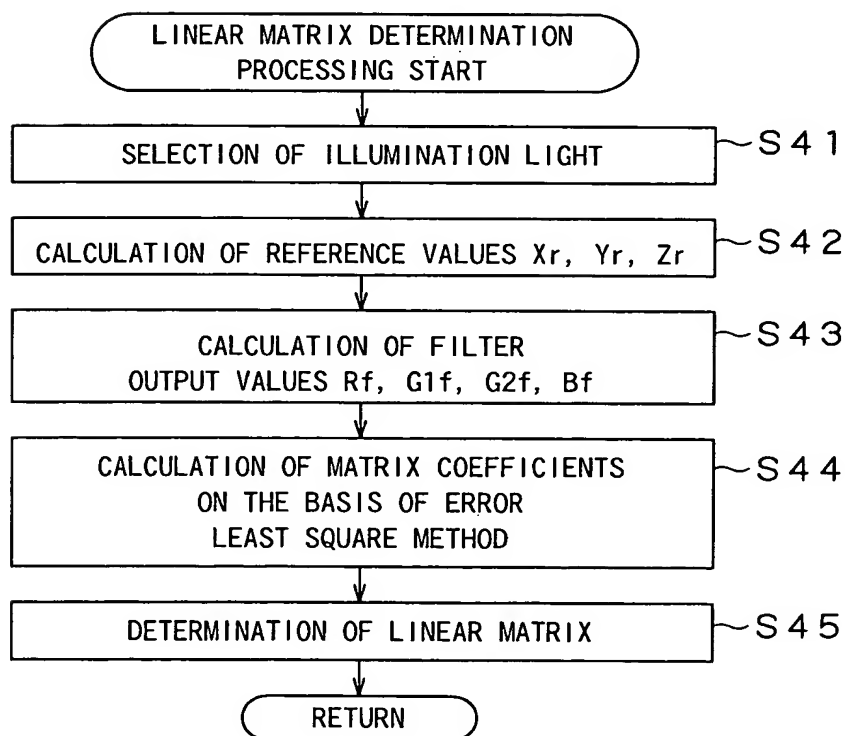 LINEAR MATRIX DETERMINATION
PROCESSING START
SELECTION OF ILLUMINATION LIGHT
S41
CALCULATION OF REFERENCE VALUES Xr, Yr, Zr
S42
CALCULATION OF FILTER
OUTPUT VALUES Rf, G1f, G2f, Bf
S43
CALCULATION OF MATRIX COEFFICIENTS
ON THE BASIS OF ERROR
LEAST SQUARE METHOD
S44
DETERMINATION OF LINEAR MATRIX
S45
RETURN